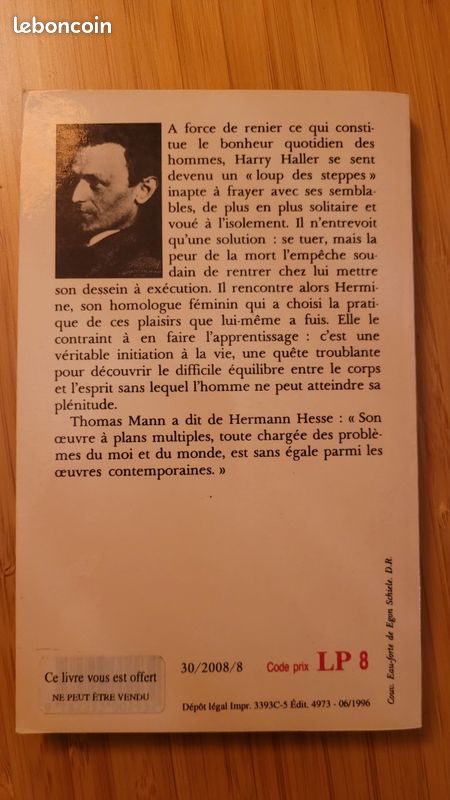 leboncoin
A force de renier ce qui consti-
tue le bonheur quotidien des
hommes, Harry Haller se sent
devenu un « loup des steppes »
inapte à frayer avec ses sembla-
bles, de plus en plus solitaire et
voué à l'isolement. Il n'entrevoit
qu'une solution : se tuer, mais la
peur de la mort l'empêche sou-
dain de rentrer chez lui mettre
son dessein à exécution. Il rencontre alors Hermi-
ne, son homologue féminin qui a choisi la prati-
que de ces plaisirs que lui-même a fuis. Elle le
contraint à en faire l'apprentissage : c'est une
véritable initiation à la vie, une quête troublante
pour découvrir le difficile équilibre entre le corps
et l'esprit sans lequel l'homme ne peut atteindre sa
plénitude.
Thomas Mann a dit de Hermann Hesse : « Son
œuvre à plans multiples, toute chargée des problè-
mes du moi et du monde, est sans égale parmi les
œuvres contemporaines. »
Couv. Eau-forte de Egon Schiele. D.R.
Ce livre vous est offert
NE PEUT ÊTRE VENDU
30/2008/8
Code prix LP 8
Dépôt légal Impr. 3393C-5 Édit. 4973 - 06/1996